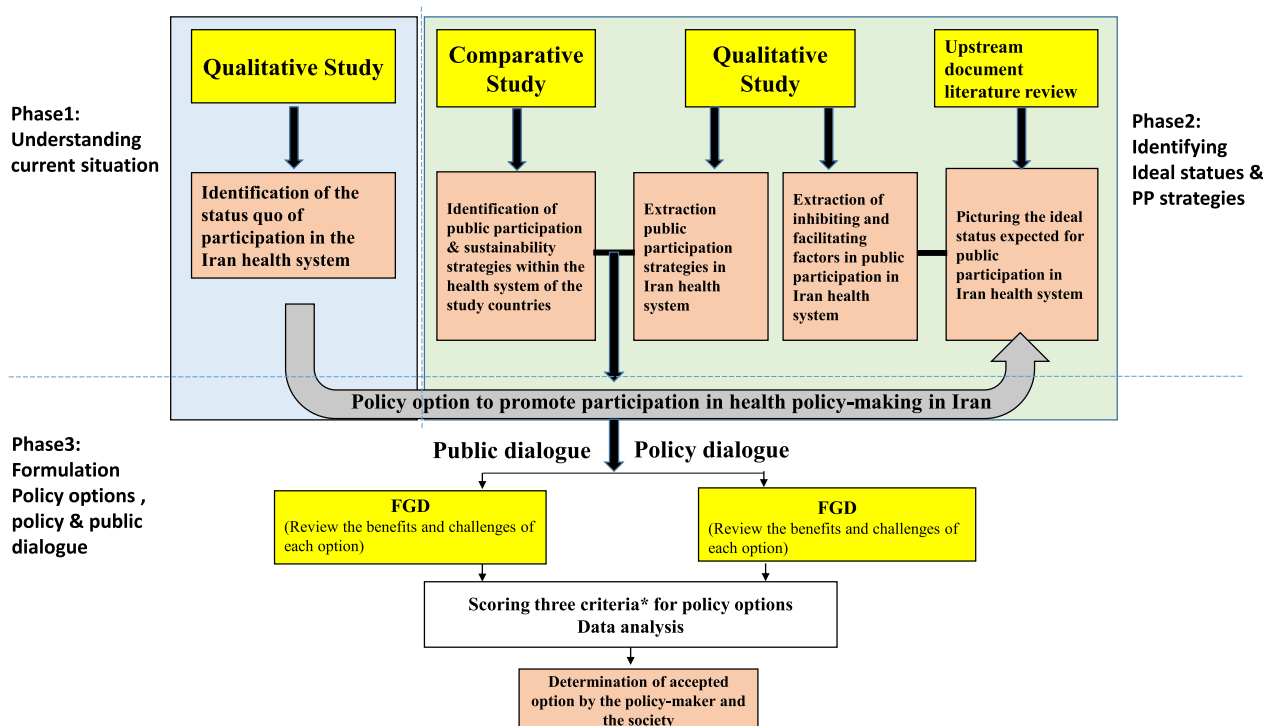 Phase1:
Understanding
current situation
Qualitative Study
Identification of the
status quo of
participation in the
Iran health system
Comparative
Study
Qualitative
Study
Upstream
document
literature review
Phase2:
Identifying
Ideal statues &
PP strategies
Identification of
public participation
& sustainability
strategies within the
health system of the
study countries
Extraction
public
participation
strategies in
Iran health
system
Extraction of
inhibiting and
facilitating
factors in public
participation in
Iran health
system
Picturing the ideal
status expected for
public
participation in
Iran health system
Policy option to promote participation in health policy-making in Iran
Phase3:
Formulation
Policy options ,
policy & public
dialogue
Public dialogue
Policy dialogue
FGD
(Review the benefits and challenges of
each option)
FGD
(Review the benefits and challenges of
each option)
Scoring three criteria* for policy options
Data analysis
Determination of accepted
option by the policy-maker and
the society